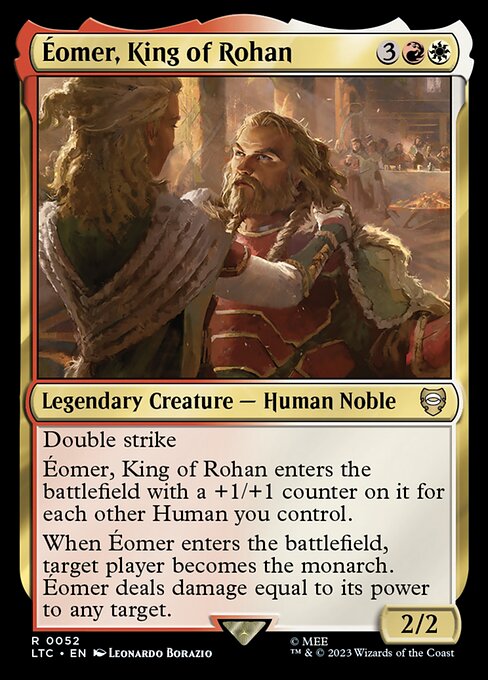 Éomer, King of Rohan 3
Legendary Creature — Human Noble
Double strike
Éomer, King of Rohan enters the
battlefield with a +1/+1 counter on it for
each other Human you control.
When Éomer enters the battlefield,
target player becomes the monarch.
Éomer deals damage equal to its power
to any target.
2/2
R 0052
LTC • EN Leonardo Borazio
© MEE
™ & © 2023 Wizards of the Coast